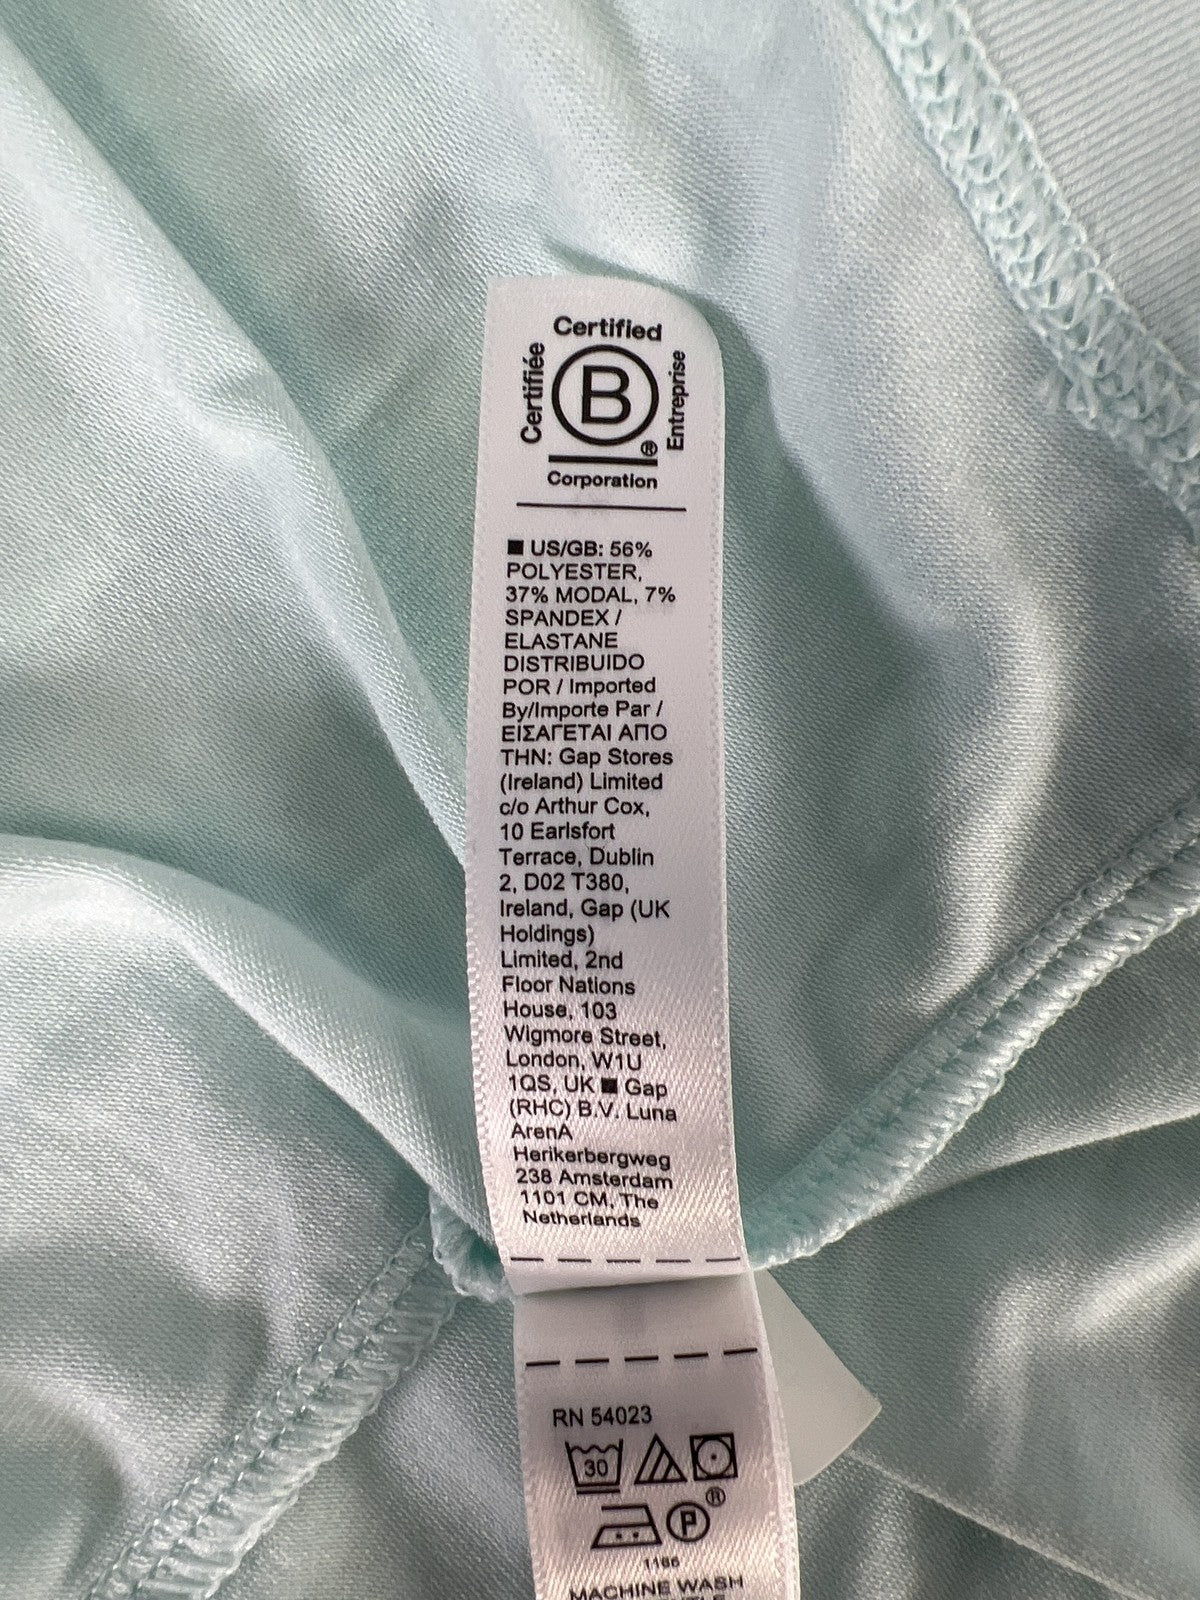 Certified
Certifiée
B
Entreprise
®
Corporation
■ US/GB: 56%
POLYESTER,
37% MODAL, 7%
SPANDEX /
ELASTANE
DISTRIBUIDO
POR / Imported
By/Importe Par /
ΕΙΣΑΓΕΤΑΙ ΑΠΟ
ΤΗΝ: Gap Stores
(Ireland) Limited
c/o Arthur Cox,
10 Earlsfort
Terrace, Dublin
2, D02 T380,
Ireland, Gap (UK
Holdings)
Limited, 2nd
Floor Nations
House, 103
Wigmore Street,
London, W1U
1QS, UK ■ Gap
(RHC) B.V. Luna
ArenA
Herikerbergweg
238 Amsterdam
1101 CM, The
Netherlands
RN 54023
30
P ®
1166
MACHINE WASH